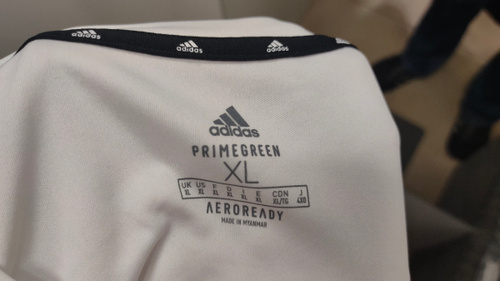 adidas adidas adidas adidas
adidas
PRIMEGREEN
XL
UK US F D I E CDN J
XL XL XL XL XL XL XL/TG 4XO
AEROREADY
MADE IN MYANMAR